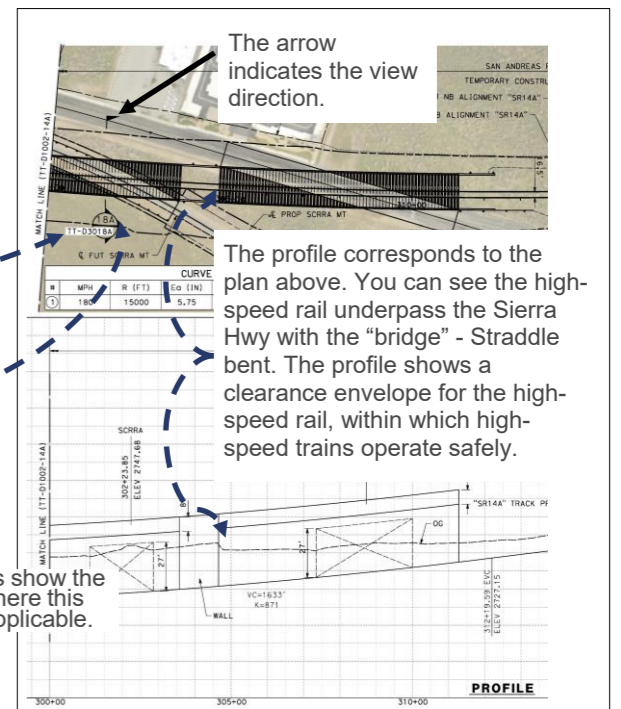 The arrow
indicates the view
direction.
SAN ANDREAS
TEMPORARY CONSTRU
NB ALIGNMENT "SR14A"
B ALIGNMENT "SR14A"
MATCH LINE (TT-D1002-14A)
310+00
16.5'
18A
TT-D3018A
℄ PROP SCRRA MT
℄ FUT SCRRA MT
CURVE
# MPH R (FT) Ea (IN)
1 180 15000 5.75
The profile corresponds to the
plan above. You can see the high-
speed rail underpass the Sierra
Hwy with the “bridge” - Straddle
bent. The profile shows a
clearance envelope for the high-
speed rail, within which high-
speed trains operate safely.
SCRRA
302+23.85
ELEV 2747.68
MATCH LINE (TT-D1002-14A)
8'
"SR14A" TRACK PR
OG
27'
27'
s show the
here this
pplicable.
WALL
VC=1633'
K=871
312+19.59 EVC
ELEV 2727.15
PROFILE
300+00
305+00
310+00